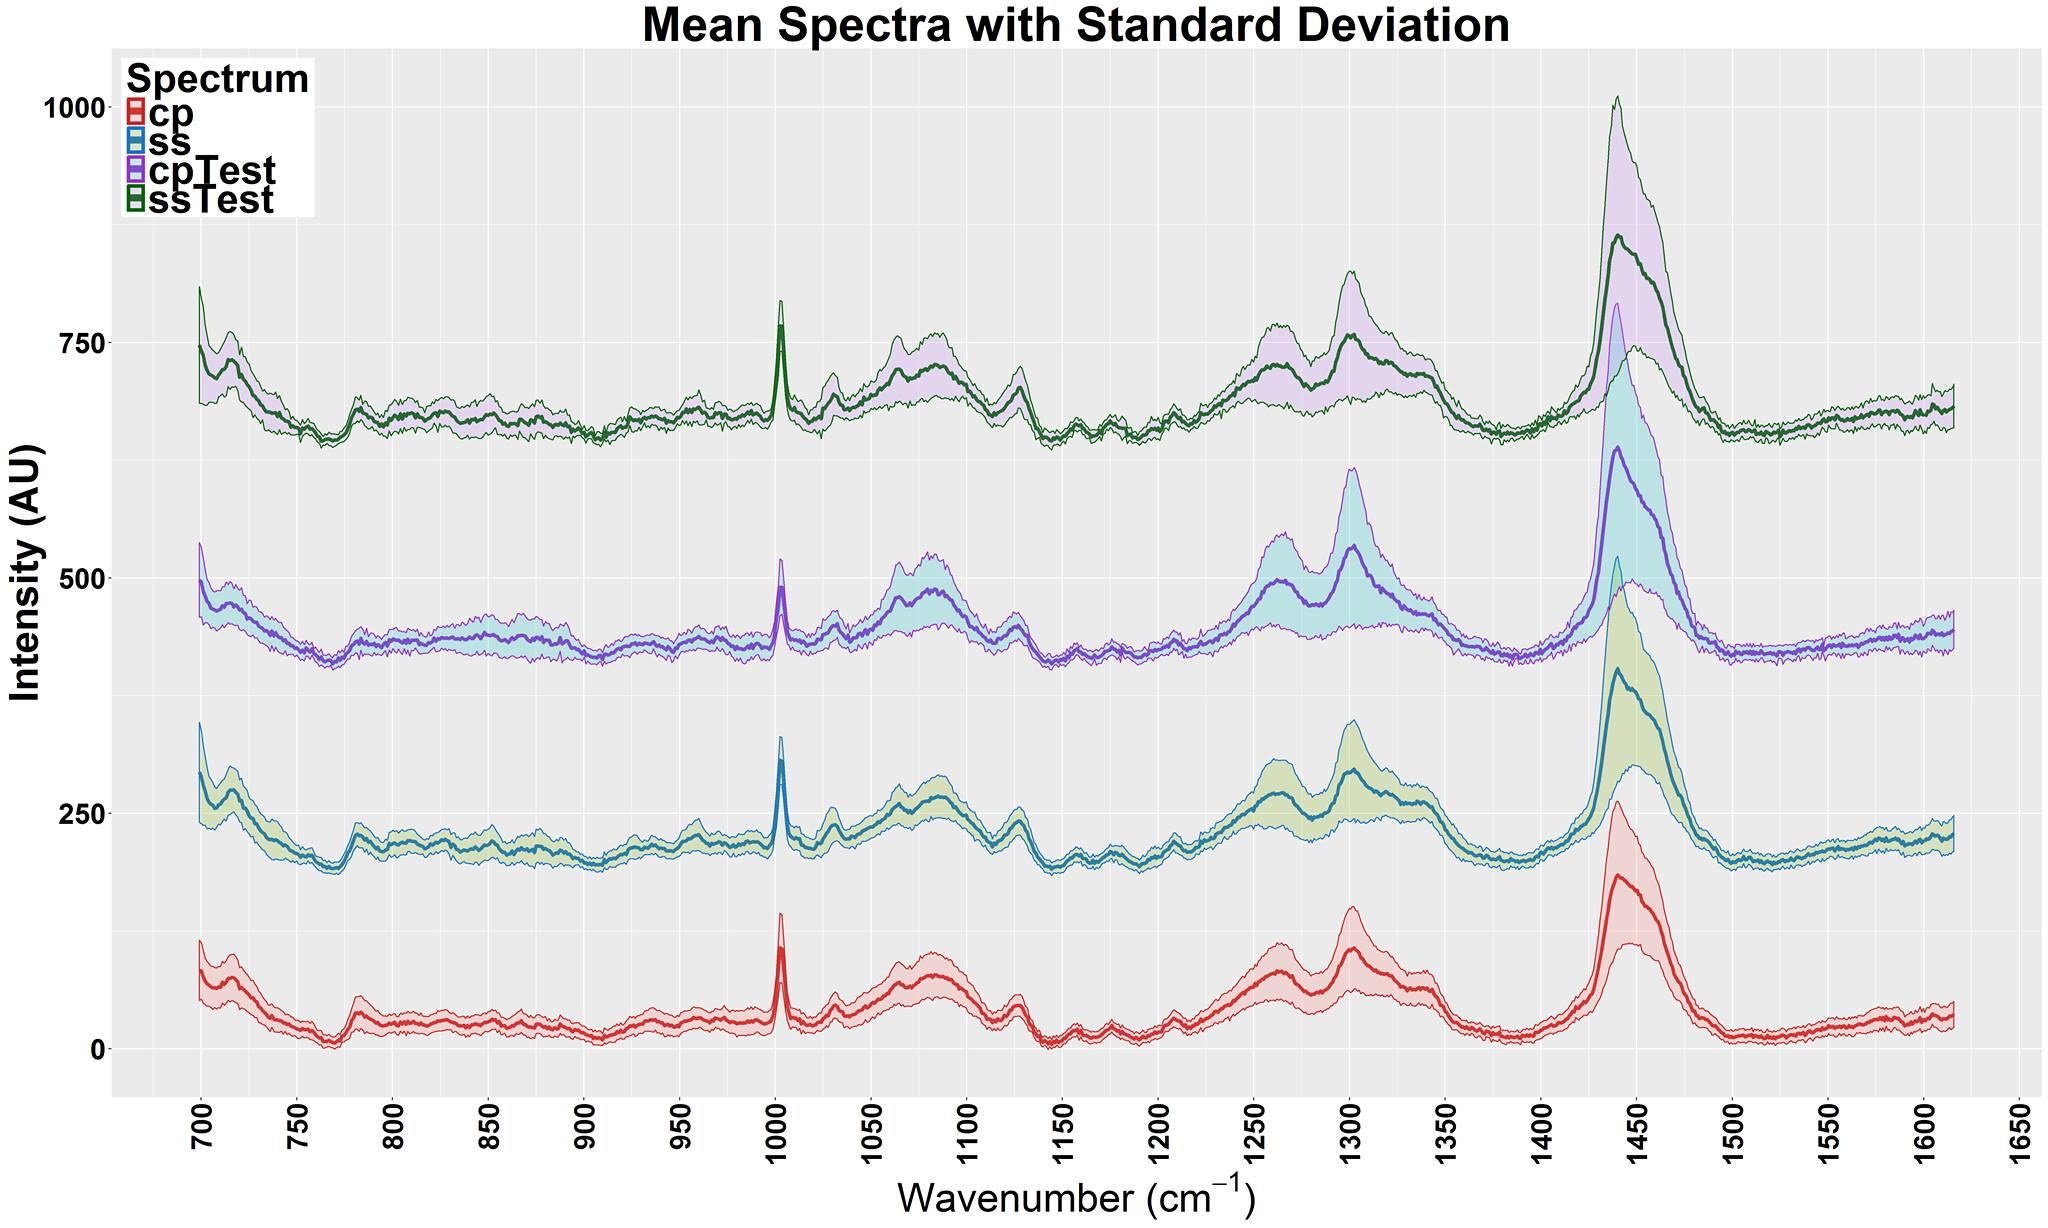 Mean Spectra with Standard Deviation
Spectrum
cp
ss
cpTest
ssTest
Intensity (AU)
1000
750
500
250
0
700 750 800 850 900 950 1000 1050 1100 1150 1200 1250 1300 1350 1400 1450 1500 1550 1600 1650
Wavenumber (cm⁻¹)